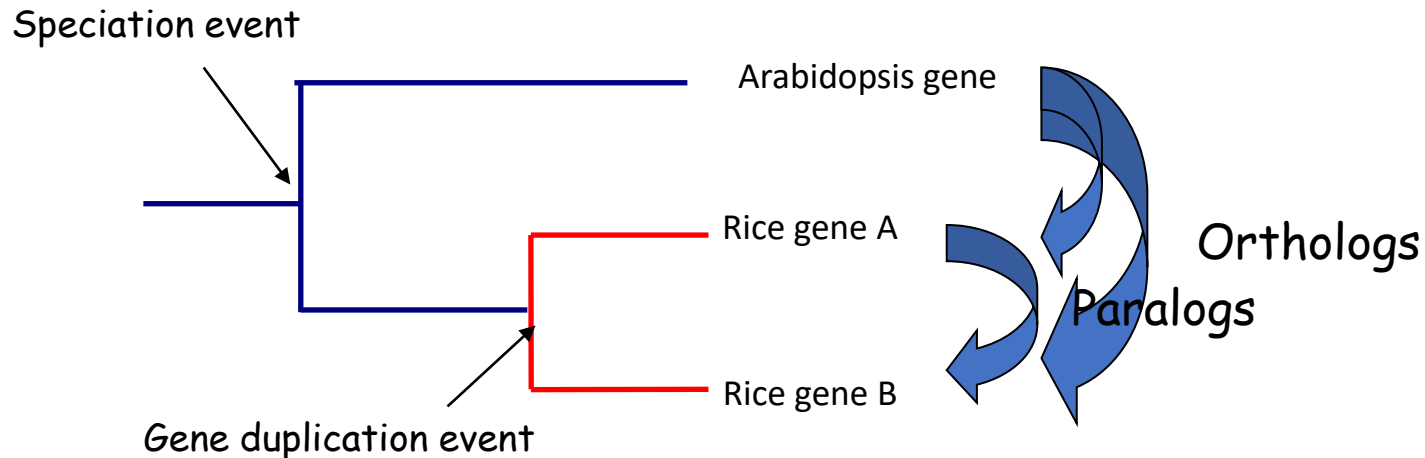 Speciation event
Arabidopsis gene
Rice gene A
Orthologs
Paralogs
Rice gene B
Gene duplication event